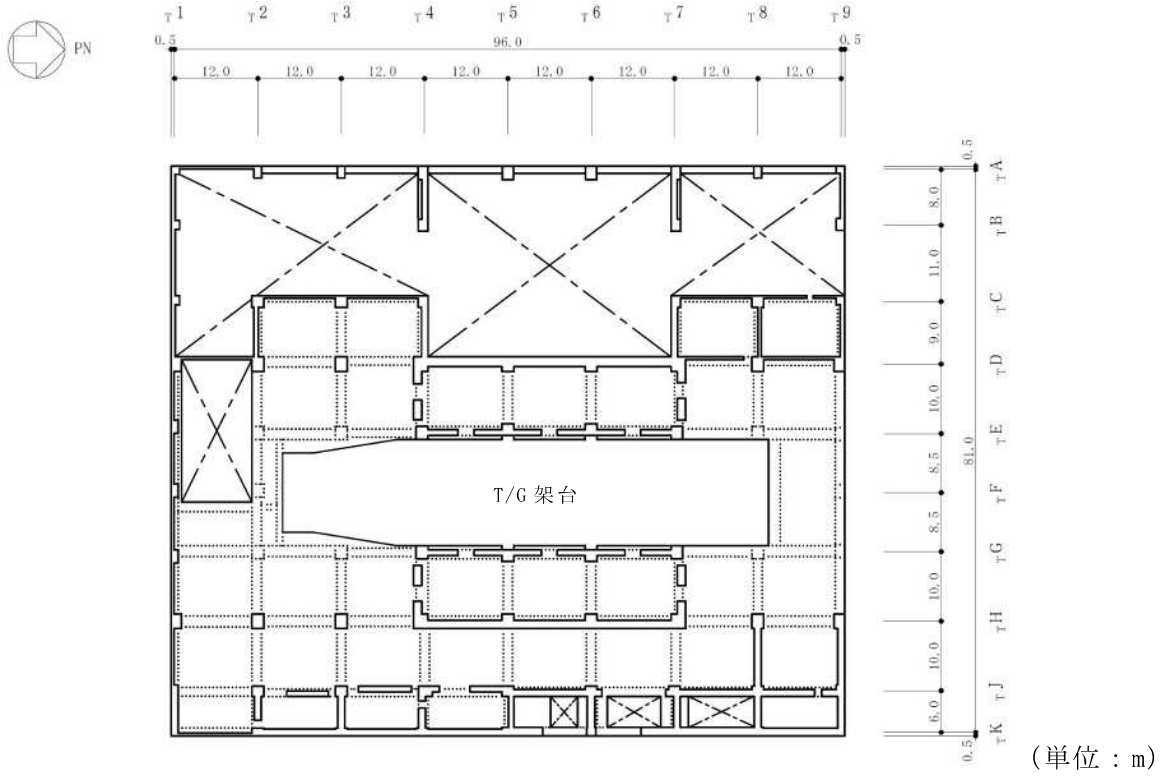 T1 T2 T3 T4 T5 T6 T7 T8 T9
PN
0.5 96.0 0.5
12.0 12.0 12.0 12.0 12.0 12.0 12.0 12.0
0.5
TA
8.0
TB
11.0
TC
9.0
TD
10.0
TE
8.5
81.0
TF
8.5
TG
10.0
TH
10.0
TJ
6.0
TK
0.5
T/G 架台
(単位：m)